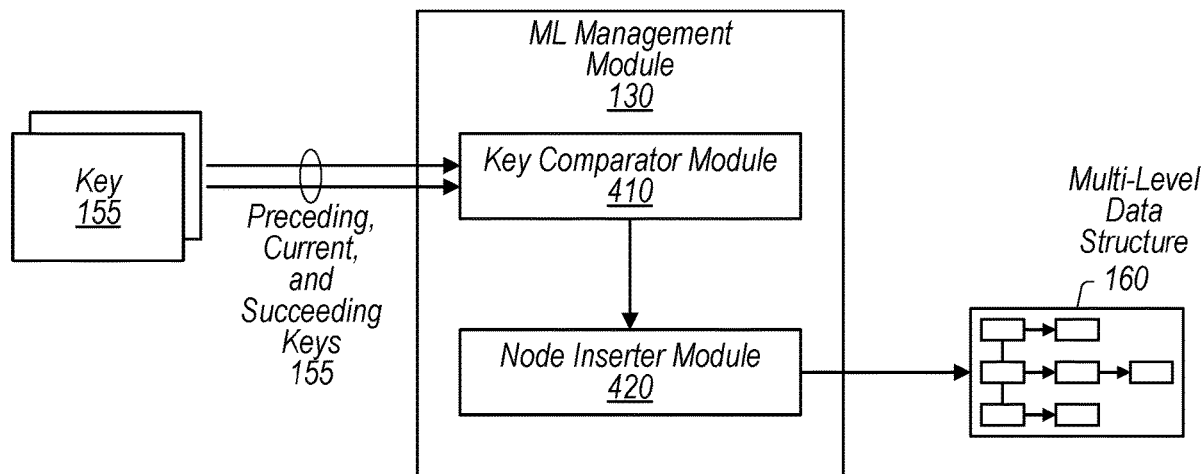 ML Management
Module
130
Key
155
Preceding,
Current,
and
Succeeding
Keys
155
Key Comparator Module
410
Node Inserter Module
420
Multi-Level
Data
Structure
160